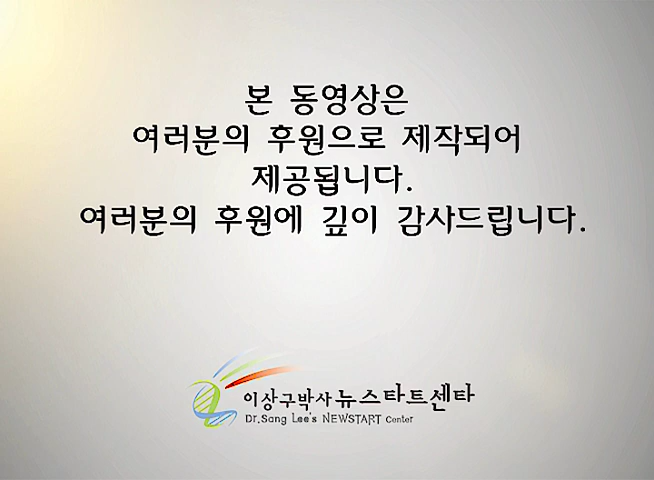 본 동영상은
여러분의 후원으로 제작되어
제공됩니다.
여러분의 후원에 깊이 감사드립니다.
이상구박사 뉴스타트센타
Dr.Sang Lee's NEWSTART Center